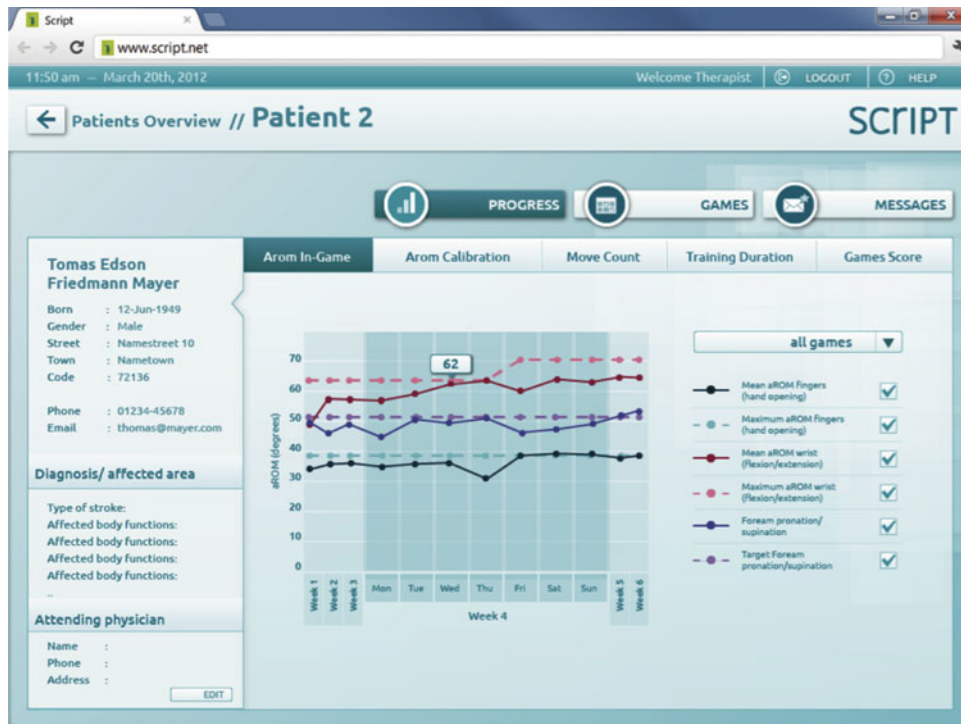 Script
www.script.net
11:50 am — March 20th, 2012
Welcome Therapist
LOGOUT
? HELP
Patients Overview // Patient 2
SCRIPT
PROGRESS
GAMES
MESSAGES
Tomas Edson
Friedmann Mayer
Born : 12-Jun-1949
Gender : Male
Street : Namestreet 10
Town : Nametown
Code : 72136
Phone : 01234-45678
Email : thomas@mayer.com
Diagnosis/ affected area
Type of stroke:
Affected body functions:
Affected body functions:
Affected body functions:
Affected body functions:
..
Attending physician
Name :
Phone :
Address :
EDIT
Arom In-Game
Arom Calibration
Move Count
Training Duration
Games Score
aROM (degrees)
70
60
50
40
30
20
10
0
62
Week 1
Week 2
Week 3
Mon
Tue
Wed
Thu
Fri
Sat
Sun
Week 5
Week 6
Week 4
all games
Mean aROM fingers
(hand opening)
Maximum aROM fingers
(hand opening)
Mean aROM wrist
(flexion/extension)
Maximum aROM wrist
(flexion/extension)
Foream pronation/
supination
Target Foream
pronation/supination